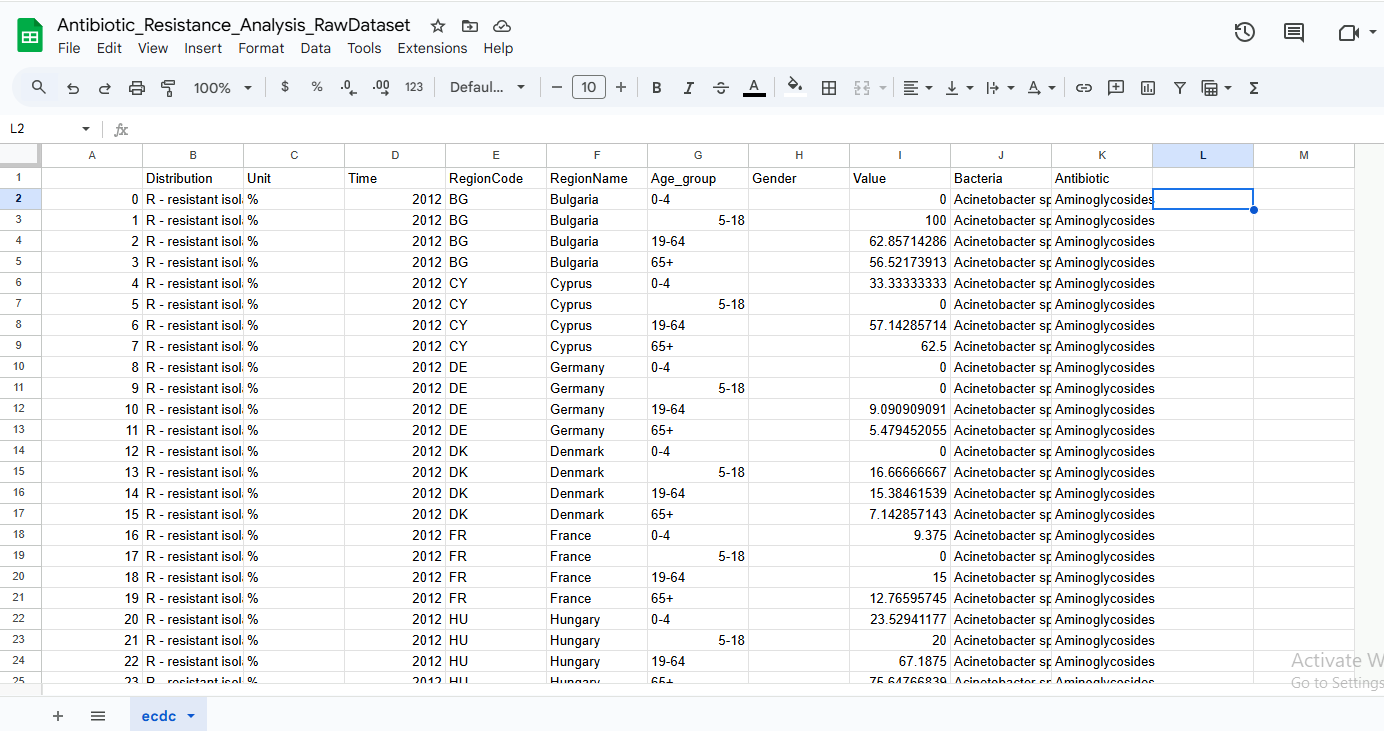 Antibiotic_Resistance_Analysis_RawDataset
File Edit View Insert Format Data Tools Extensions Help
100% $ % .0 .00 123 Defaul... − 10 + B I S A Σ
L2 fx
A B C D E F G H I J K L M
1 Distribution Unit Time RegionCode RegionName Age_group Gender Value Bacteria Antibiotic
2 0 R - resistant isol % 2012 BG Bulgaria 0-4 0 Acinetobacter sp Aminoglycosides
3 1 R - resistant isol % 2012 BG Bulgaria 5-18 100 Acinetobacter sp Aminoglycosides
4 2 R - resistant isol % 2012 BG Bulgaria 19-64 62.85714286 Acinetobacter sp Aminoglycosides
5 3 R - resistant isol % 2012 BG Bulgaria 65+ 56.52173913 Acinetobacter sp Aminoglycosides
6 4 R - resistant isol % 2012 CY Cyprus 0-4 33.33333333 Acinetobacter sp Aminoglycosides
7 5 R - resistant isol % 2012 CY Cyprus 5-18 0 Acinetobacter sp Aminoglycosides
8 6 R - resistant isol % 2012 CY Cyprus 19-64 57.14285714 Acinetobacter sp Aminoglycosides
9 7 R - resistant isol % 2012 CY Cyprus 65+ 62.5 Acinetobacter sp Aminoglycosides
10 8 R - resistant isol % 2012 DE Germany 0-4 0 Acinetobacter sp Aminoglycosides
11 9 R - resistant isol % 2012 DE Germany 5-18 0 Acinetobacter sp Aminoglycosides
12 10 R - resistant isol % 2012 DE Germany 19-64 9.090909091 Acinetobacter sp Aminoglycosides
13 11 R - resistant isol % 2012 DE Germany 65+ 5.479452055 Acinetobacter sp Aminoglycosides
14 12 R - resistant isol % 2012 DK Denmark 0-4 0 Acinetobacter sp Aminoglycosides
15 13 R - resistant isol % 2012 DK Denmark 5-18 16.66666667 Acinetobacter sp Aminoglycosides
16 14 R - resistant isol % 2012 DK Denmark 19-64 15.38461539 Acinetobacter sp Aminoglycosides
17 15 R - resistant isol % 2012 DK Denmark 65+ 7.142857143 Acinetobacter sp Aminoglycosides
18 16 R - resistant isol % 2012 FR France 0-4 9.375 Acinetobacter sp Aminoglycosides
19 17 R - resistant isol % 2012 FR France 5-18 0 Acinetobacter sp Aminoglycosides
20 18 R - resistant isol % 2012 FR France 19-64 15 Acinetobacter sp Aminoglycosides
21 19 R - resistant isol % 2012 FR France 65+ 12.76595745 Acinetobacter sp Aminoglycosides
22 20 R - resistant isol % 2012 HU Hungary 0-4 23.52941177 Acinetobacter sp Aminoglycosides
23 21 R - resistant isol % 2012 HU Hungary 5-18 20 Acinetobacter sp Aminoglycosides
24 22 R - resistant isol % 2012 HU Hungary 19-64 67.1875 Acinetobacter sp Aminoglycosides
25 23 R - resistant isol % 2012 HU Hungary 65+ 75.64766839 Acinetobacter sp Aminoglycosides
Activate W
Go to Settings
+ ecdc